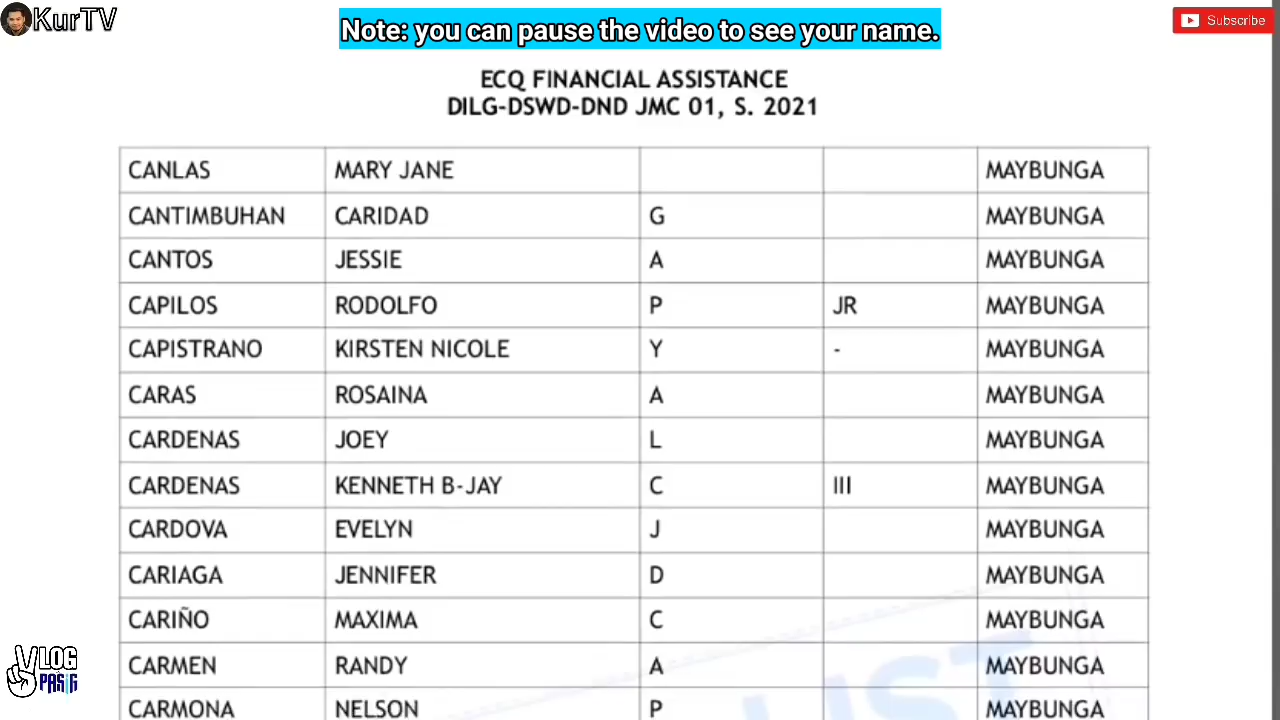 KurTV
Note: you can pause the video to see your name.
Subscribe
ECQ FINANCIAL ASSISTANCE
DILG-DSWD-DND JMC 01, S. 2021
CANLAS MARY JANE MAYBUNGA
CANTIMBUHAN CARIDAD G MAYBUNGA
CANTOS JESSIE A MAYBUNGA
CAPILOS RODOLFO P JR MAYBUNGA
CAPISTRANO KIRSTEN NICOLE Y - MAYBUNGA
CARAS ROSAINA A MAYBUNGA
CARDENAS JOEY L MAYBUNGA
CARDENAS KENNETH B-JAY C III MAYBUNGA
CARDOVA EVELYN J MAYBUNGA
CARIAGA JENNIFER D MAYBUNGA
CARIÑO MAXIMA C MAYBUNGA
CARMEN RANDY A MAYBUNGA
CARMONA NELSON P MAYBUNGA
LIST
VLOG
PASIG